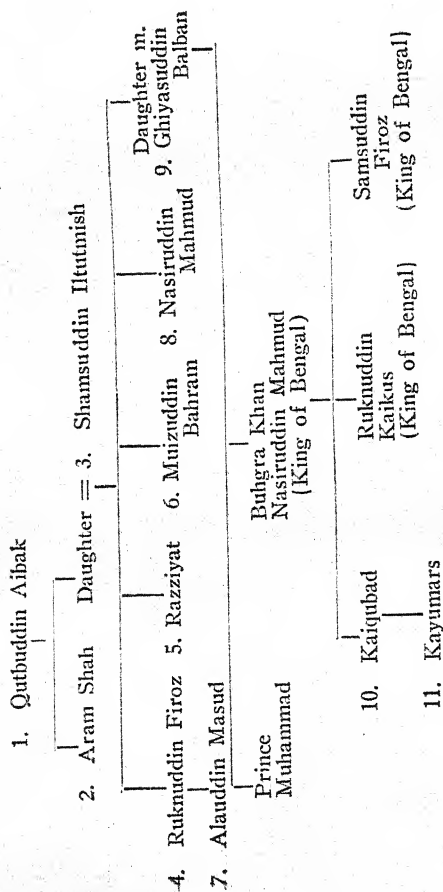 1. Qutbuddin Aibak
2. Aram Shah Daughter = 3. Shamsuddin Iltutmish
4. Ruknuddin Firoz 5. Razziyat 6. Muizuddin Bahram 8. Nasiruddin Mahmud Daughter m. 9. Ghiyasuddin Balban
7. Alauddin Masud
Prince
Muhammad
Buhgra Khan
Nasiruddin Mahmud
(King of Bengal)
10. Kaiqubad
Ruknuddin
Kaikus
(King of Bengal)
Samsuddin
Firoz
(King of Bengal)
11. Kayumars